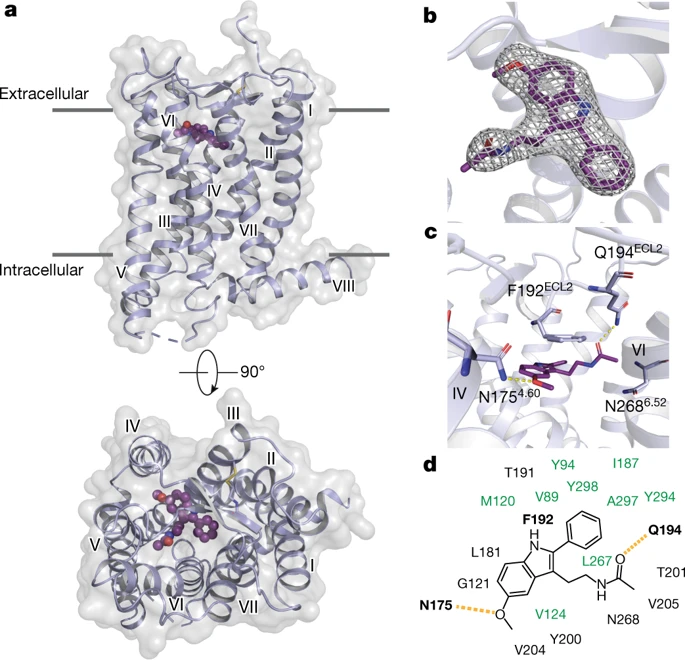 a
Extracellular
Intracellular
VI
I
II
IV
III
VII
V
VIII
90°
III
IV
II
V
I
VI
VII
b
c
Q194ECL2
F192ECL2
VI
IV
N1754.60
N2686.52
d
T191
Y94
I187
Y298
M120
V89
A297
Y294
F192
Q194
H
N
L181
L267
O
T201
G121
NH
V205
N175
O
V124
N268
Y200
V204